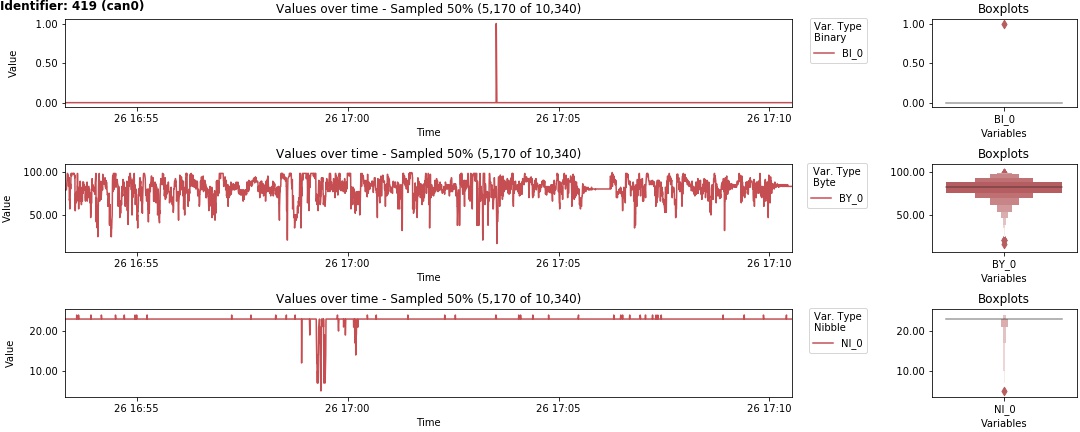 Identifier: 419 (can0)
Values over time - Sampled 50% (5,170 of 10,340)
Boxplots
Value
1.00
0.50
0.00
26 16:55
26 17:00
26 17:05
26 17:10
Time
Var. Type
Binary
BI_0
1.00
0.50
0.00
BI_0
Variables
Values over time - Sampled 50% (5,170 of 10,340)
Boxplots
Value
100.00
50.00
26 16:55
26 17:00
26 17:05
26 17:10
Time
Var. Type
Byte
BY_0
100.00
50.00
BY_0
Variables
Values over time - Sampled 50% (5,170 of 10,340)
Boxplots
Value
20.00
10.00
26 16:55
26 17:00
26 17:05
26 17:10
Time
Var. Type
Nibble
NI_0
20.00
10.00
NI_0
Variables